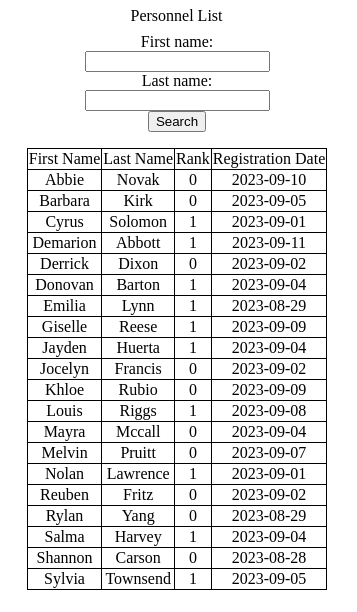 Personnel List
First name:
Last name:
Search
First Name Last Name Rank Registration Date
Abbie Novak 0 2023-09-10
Barbara Kirk 0 2023-09-05
Cyrus Solomon 1 2023-09-01
Demarion Abbott 1 2023-09-11
Derrick Dixon 0 2023-09-02
Donovan Barton 1 2023-09-04
Emilia Lynn 1 2023-08-29
Giselle Reese 1 2023-09-09
Jayden Huerta 1 2023-09-04
Jocelyn Francis 0 2023-09-02
Khloe Rubio 0 2023-09-09
Louis Riggs 1 2023-09-08
Mayra Mccall 0 2023-09-04
Melvin Pruitt 0 2023-09-07
Nolan Lawrence 1 2023-09-01
Reuben Fritz 0 2023-09-02
Rylan Yang 0 2023-08-29
Salma Harvey 1 2023-09-04
Shannon Carson 0 2023-08-28
Sylvia Townsend 1 2023-09-05